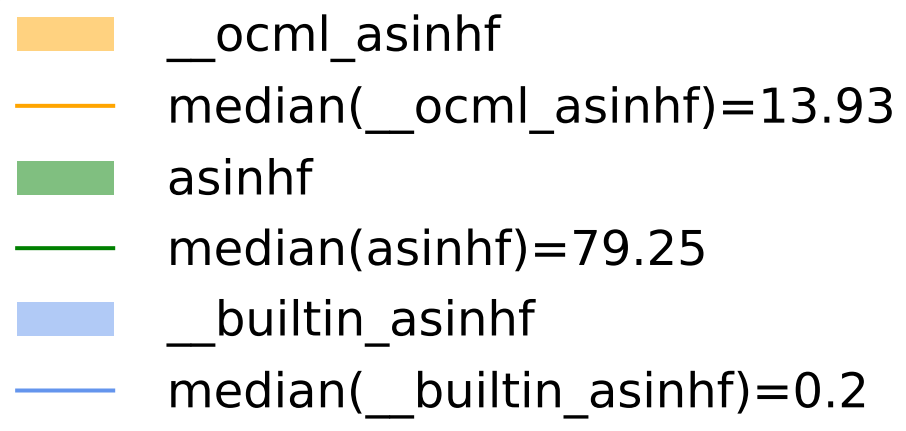 __ocml_asinhf
median(__ocml_asinhf)=13.93
asinhf
median(asinhf)=79.25
__builtin_asinhf
median(__builtin_asinhf)=0.2